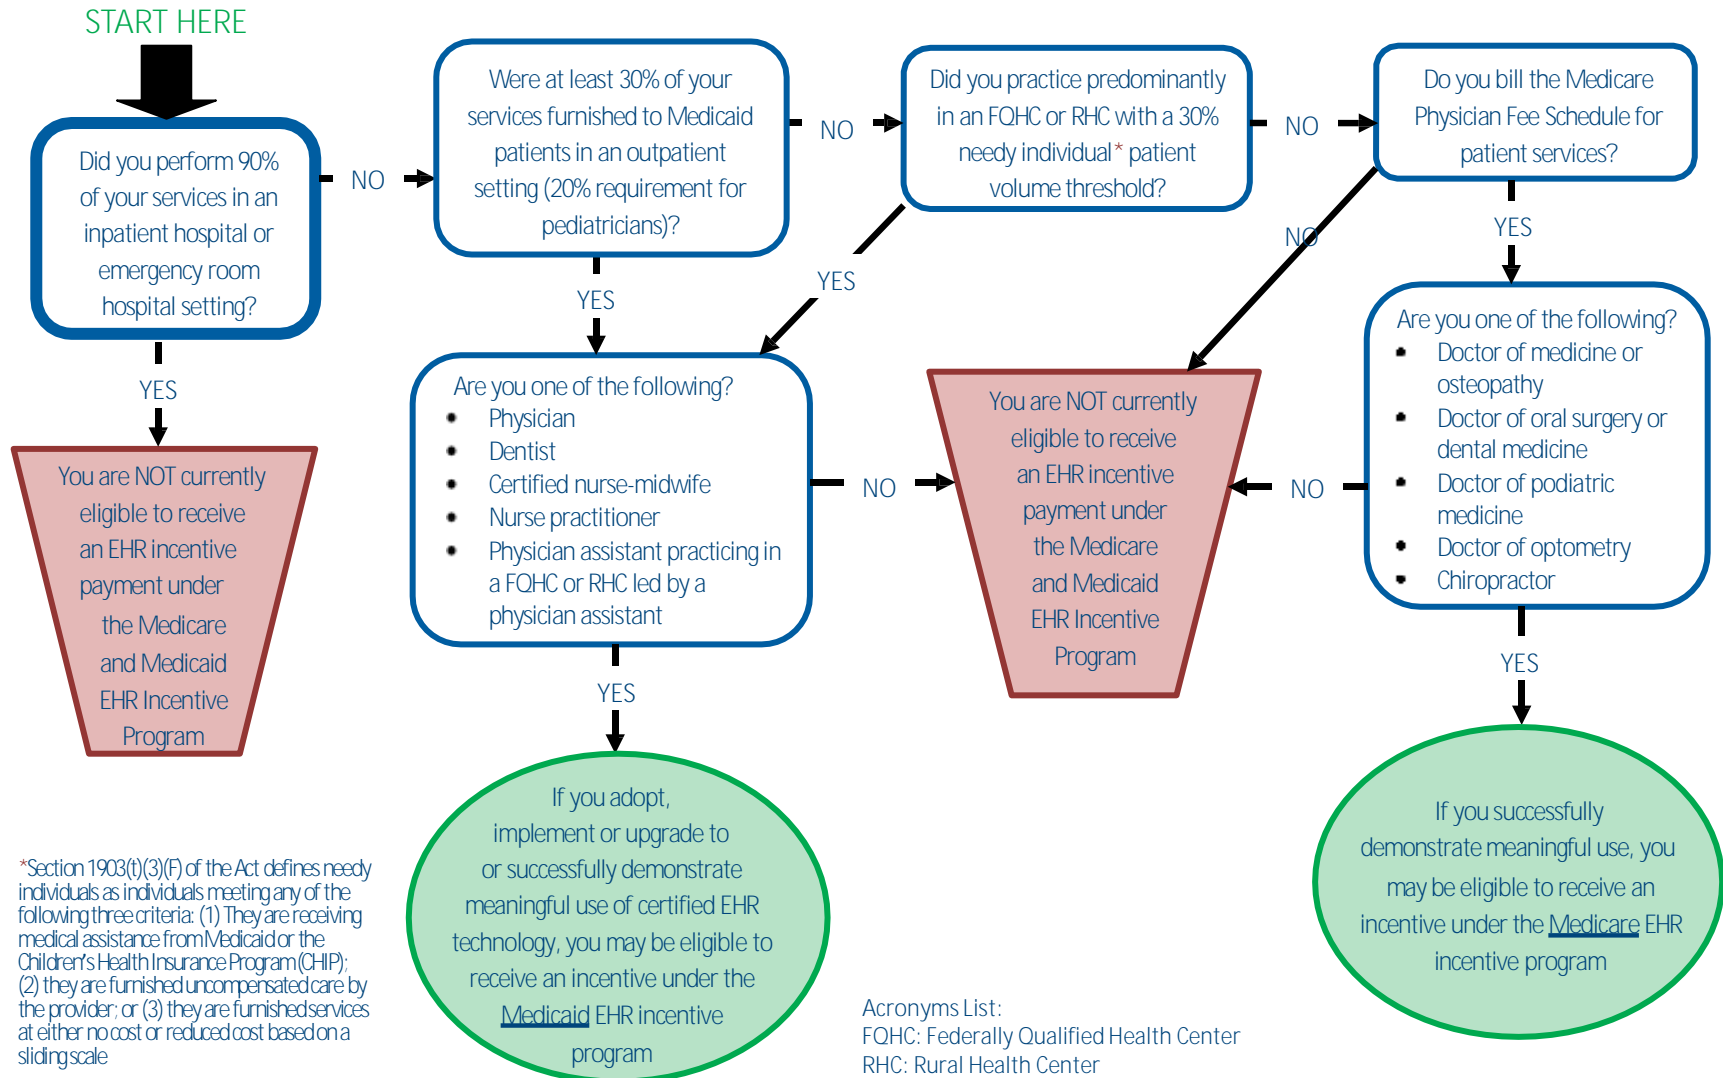 START HERE
Did you perform 90%
of your services in an
inpatient hospital or
emergency room
hospital setting?
NO
YES
You are NOT currently
eligible to receive
an EHR incentive
payment under
the Medicare
and Medicaid
EHR Incentive
Program
Were at least 30% of your
services furnished to Medicaid
patients in an outpatient
setting (20% requirement for
pediatricians)?
NO
YES
Did you practice predominantly
in an FQHC or RHC with a 30%
needy individual* patient
volume threshold?
NO
YES
Do you bill the Medicare
Physician Fee Schedule for
patient services?
NO
YES
Are you one of the following?
• Physician
• Dentist
• Certified nurse-midwife
• Nurse practitioner
• Physician assistant practicing in
a FQHC or RHC led by a
physician assistant
NO
YES
You are NOT currently
eligible to receive
an EHR incentive
payment under
the Medicare
and Medicaid
EHR Incentive
Program
Are you one of the following?
• Doctor of medicine or
osteopathy
• Doctor of oral surgery or
dental medicine
• Doctor of podiatric
medicine
• Doctor of optometry
• Chiropractor
NO
YES
If you adopt,
implement or upgrade to
or successfully demonstrate
meaningful use of certified EHR
technology, you may be eligible to
receive an incentive under the
Medicaid EHR incentive
program
If you successfully
demonstrate meaningful use, you
may be eligible to receive an
incentive under the Medicare EHR
incentive program
*Section 1903(t)(3)(F) of the Act defines needy
individuals as individuals meeting any of the
following three criteria: (1) They are receiving
medical assistance from Medicaid or the
Children's Health Insurance Program (CHIP);
(2) they are furnished uncompensated care by
the provider; or (3) they are furnished services
at either no cost or reduced cost based on a
sliding scale
Acronyms List:
FQHC: Federally Qualified Health Center
RHC: Rural Health Center